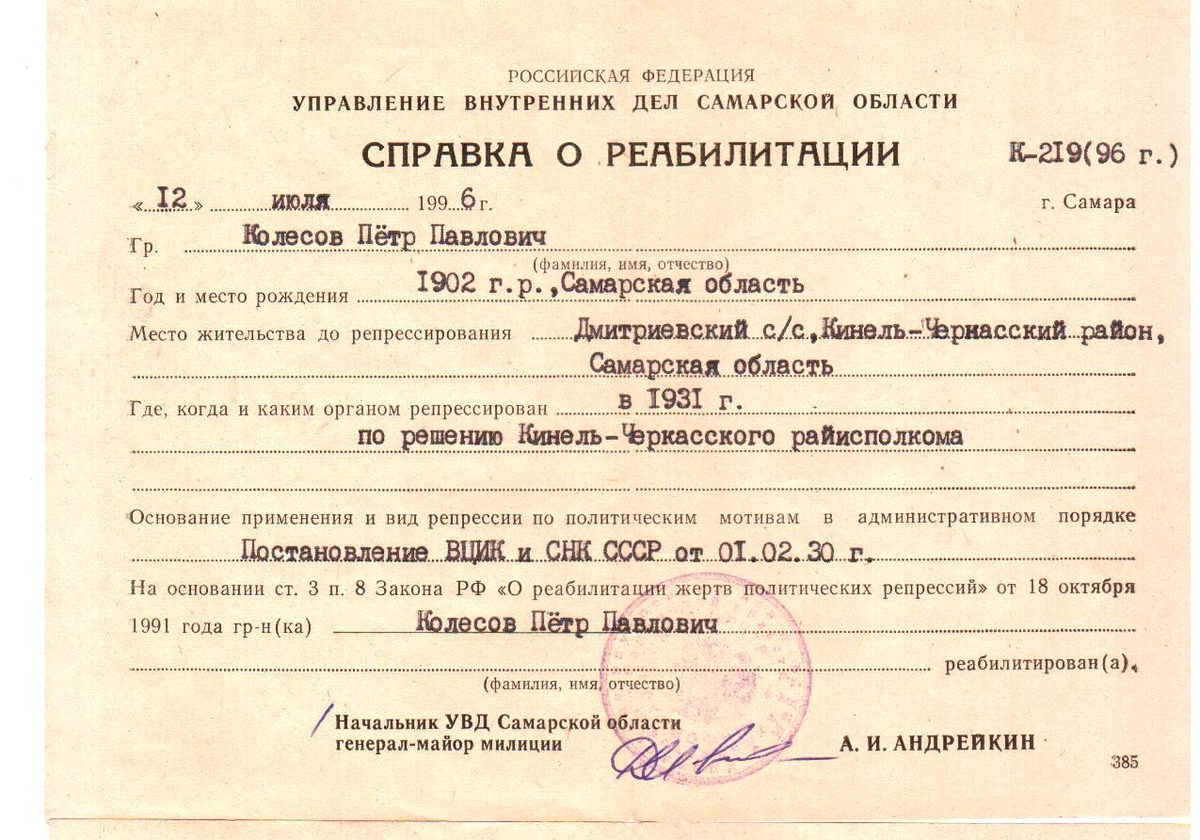 РОССИЙСКАЯ ФЕДЕРАЦИЯ
УПРАВЛЕНИЕ ВНУТРЕННИХ ДЕЛ САМАРСКОЙ ОБЛАСТИ
СПРАВКА О РЕАБИЛИТАЦИИ К-219(96 г.)
«12» июля 1996 г. г. Самара
Гр. Колесов Пётр Павлович
(фамилия, имя, отчество)
Год и место рождения 1902 г.р.,Самарская область
Место жительства до репрессирования Дмитриевский с/с,Кинель-Черкасский район,
Самарская область
Где, когда и каким органом репрессирован в 1931 г.
по решению Кинель-Черкасского райисполкома
Основание применения и вид репрессии по политическим мотивам в административном порядке
Постановление ВЦИК и СНК СССР от 01.02.30 г.
На основании ст. 3 п. 8 Закона РФ «О реабилитации жертв политических репрессий» от 18 октября
1991 года гр-н(ка) Колесов Пётр Павлович
реабилитирован(а).
(фамилия, имя, отчество)
Начальник УВД Самарской области
генерал-майор милиции А. И. АНДРЕЙКИН
385